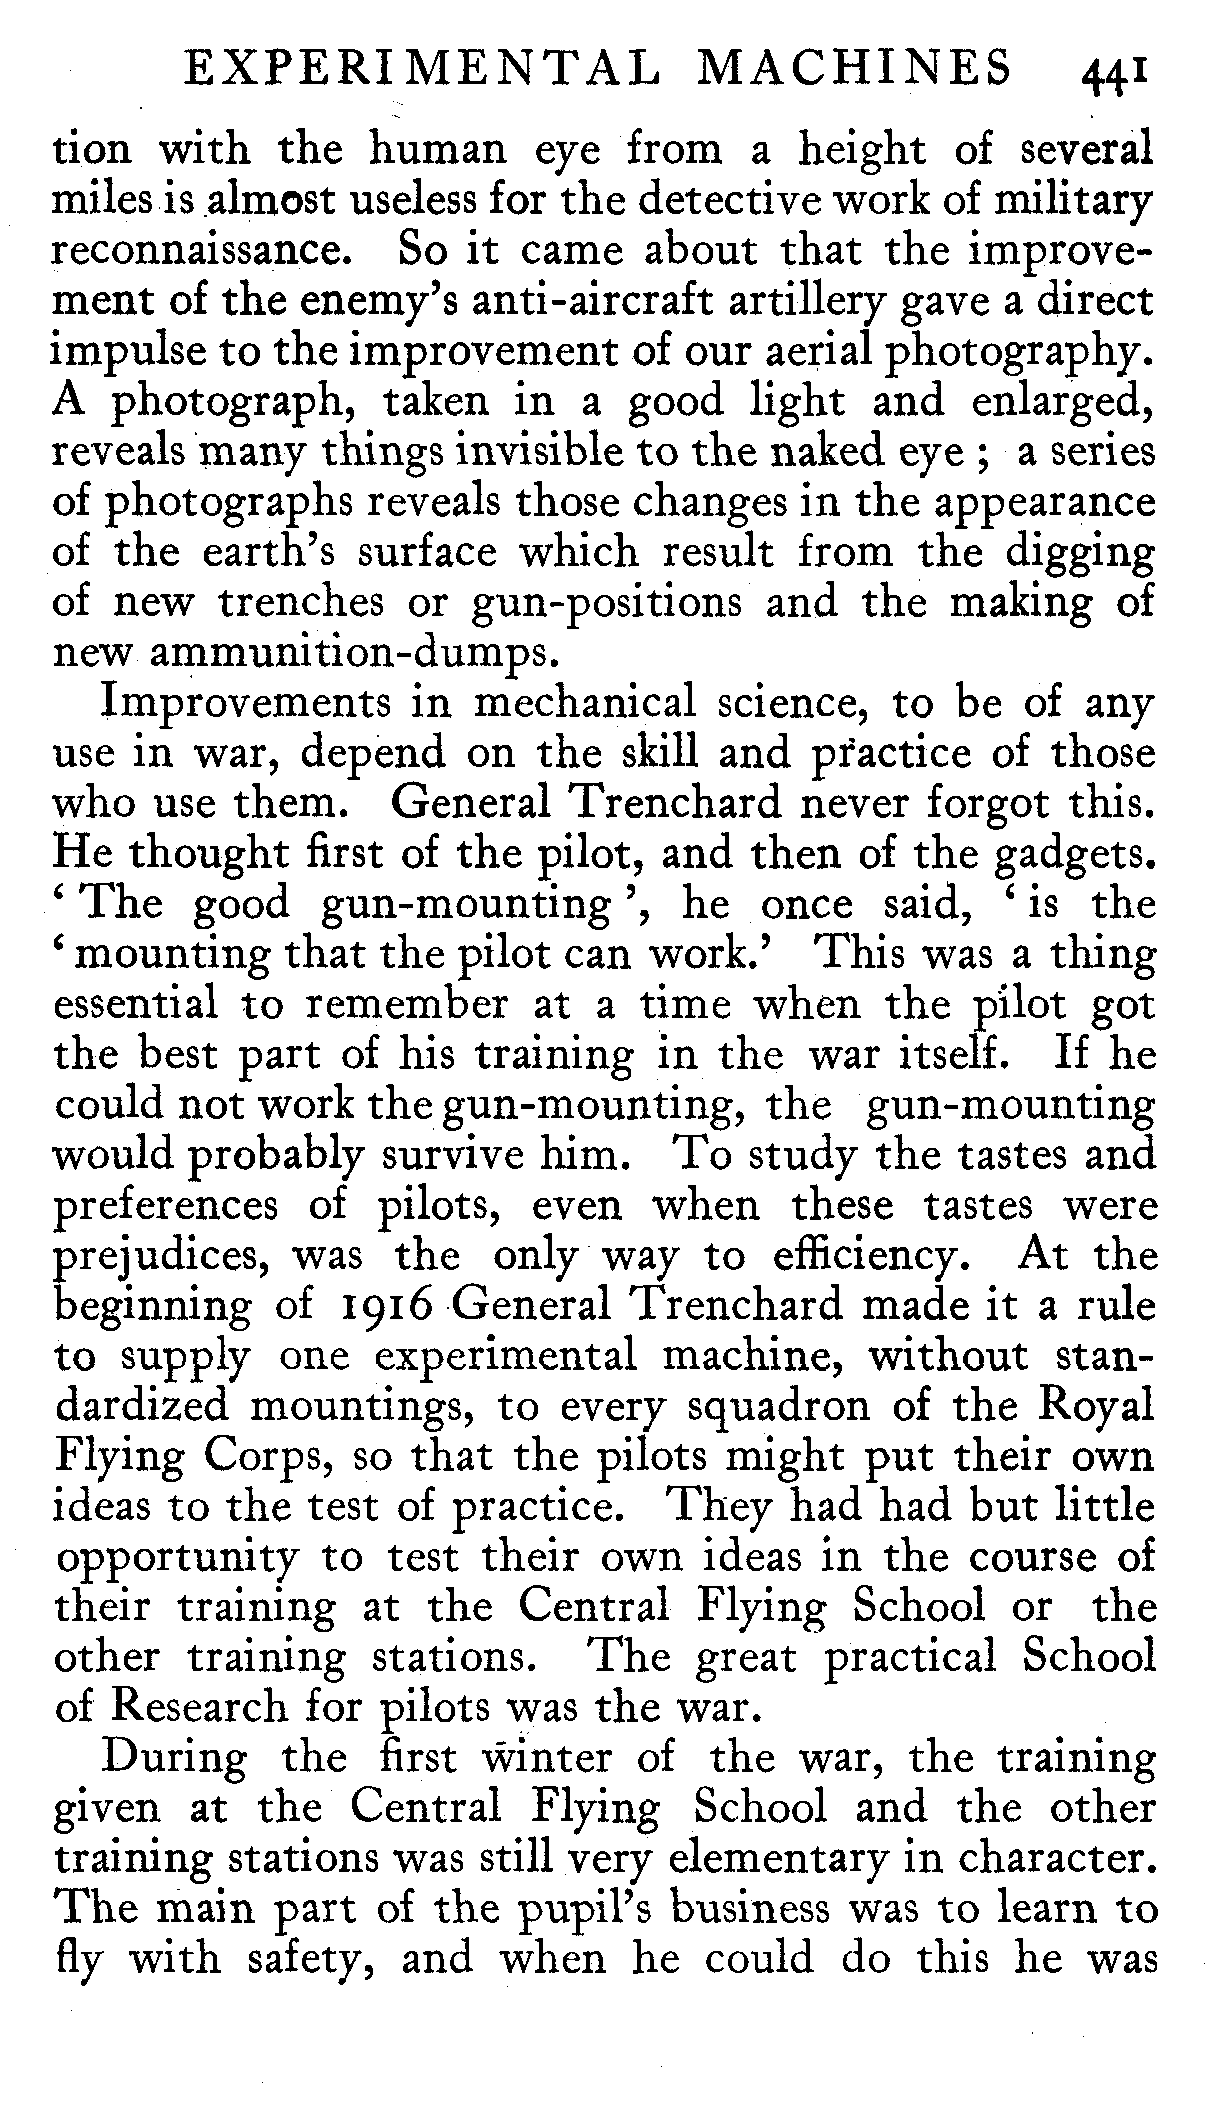 EXPERIMENTAL MACHINES 441
tion with the human eye from a height of several
miles is almost useless for the detective work of military
reconnaissance. So it came about that the improve-
ment of the enemy's anti-aircraft artillery gave a direct
impulse to the improvement of our aerial photography.
A photograph, taken in a good light and enlarged,
reveals many things invisible to the naked eye ; a series
of photographs reveals those changes in the appearance
of the earth's surface which result from the digging
of new trenches or gun-positions and the making of
new ammunition-dumps.
Improvements in mechanical science, to be of any
use in war, depend on the skill and practice of those
who use them. General Trenchard never forgot this.
He thought first of the pilot, and then of the gadgets.
‘ The good gun-mounting ’, he once said, ‘ is the
‘ mounting that the pilot can work.’ This was a thing
essential to remember at a time when the pilot got
the best part of his training in the war itself. If he
could not work the gun-mounting, the gun-mounting
would probably survive him. To study the tastes and
preferences of pilots, even when these tastes were
prejudices, was the only way to efficiency. At the
beginning of 1916 General Trenchard made it a rule
to supply one experimental machine, without stan-
dardized mountings, to every squadron of the Royal
Flying Corps, so that the pilots might put their own
ideas to the test of practice. They had had but little
opportunity to test their own ideas in the course of
their training at the Central Flying School or the
other training stations. The great practical School
of Research for pilots was the war.
During the first winter of the war, the training
given at the Central Flying School and the other
training stations was still very elementary in character.
The main part of the pupil's business was to learn to
fly with safety, and when he could do this he was